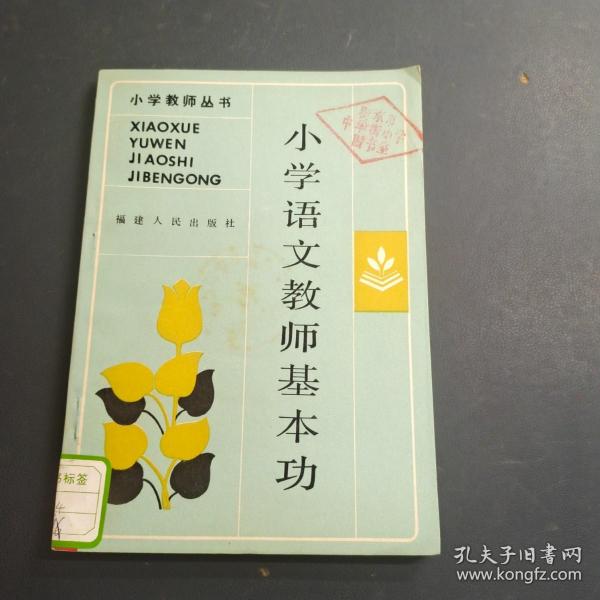 小学教师丛书
XIAOXUE
YUWEN
JIAOSHI
JIBENGONG
福建人民出版社
小学语文教师基本功
标签
孔夫子旧书网
www.kongfz.com